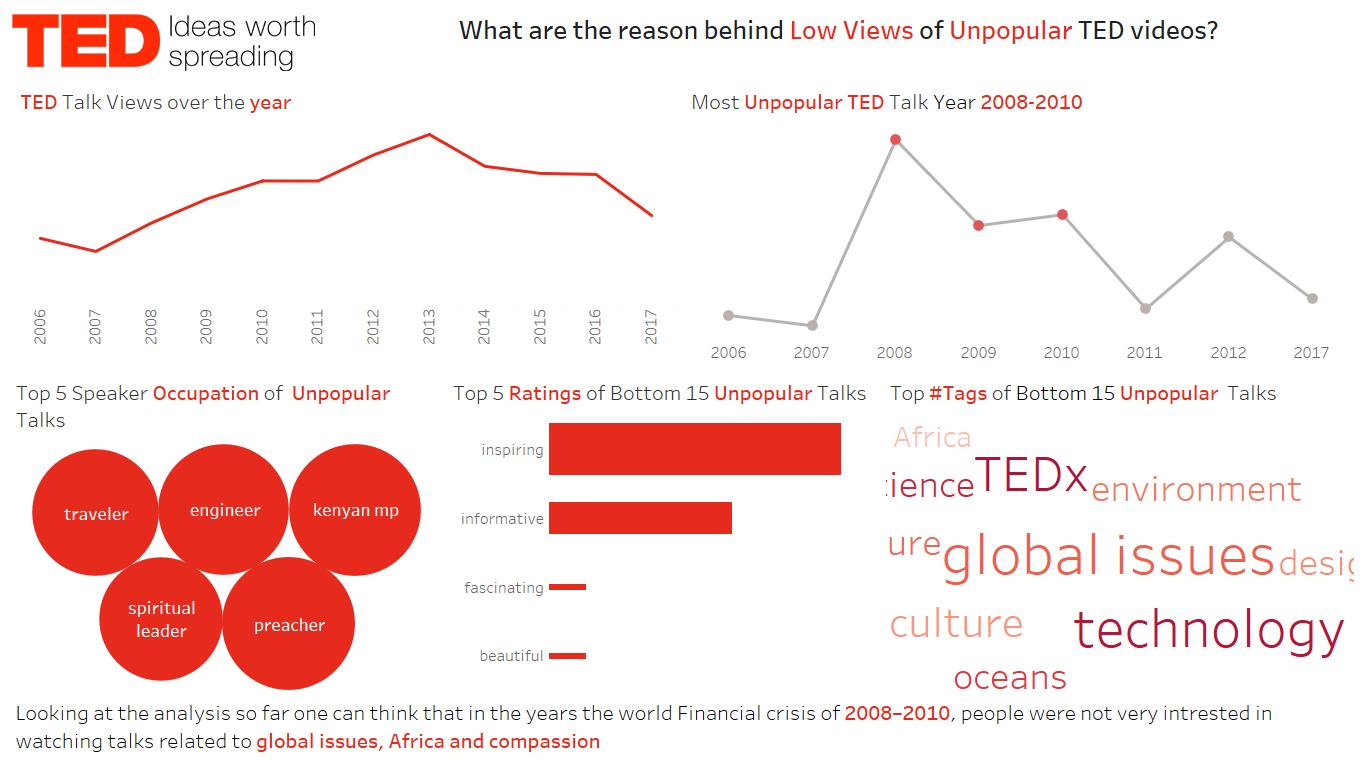 TED Ideas worth
spreading
What are the reason behind Low Views of Unpopular TED videos?
TED Talk Views over the year
2006 2007 2008 2009 2010 2011 2012 2013 2014 2015 2016 2017
Most Unpopular TED Talk Year 2008-2010
2006 2007 2008 2009 2010 2011 2012 2017
Top 5 Speaker Occupation of Unpopular
Talks
traveler engineer kenyan mp
spiritual
leader
preacher
Top 5 Ratings of Bottom 15 Unpopular Talks
inspiring
informative
fascinating
beautiful
Top #Tags of Bottom 15 Unpopular Talks
Africa
ience TEDx environment
ure global issues desig
culture technology
oceans
Looking at the analysis so far one can think that in the years the world Financial crisis of 2008–2010, people were not very intrested in
watching talks related to global issues, Africa and compassion